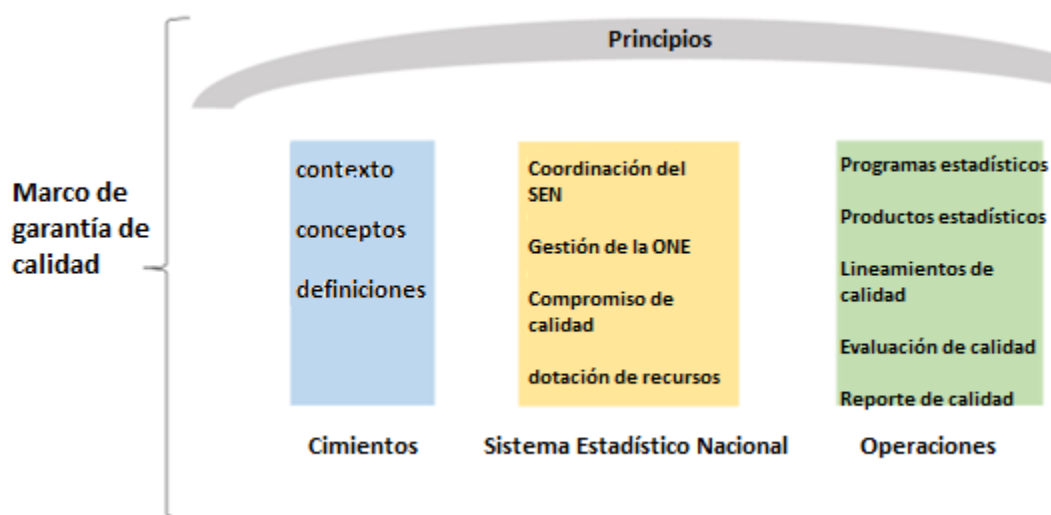 Principios
Marco de
garantía de
calidad
contexto
conceptos
definiciones
Cimientos
Coordinación del
SEN
Gestión de la ONE
Compromiso de
calidad
dotación de recursos
Sistema Estadístico Nacional
Programas estadísticos
Productos estadísticos
Lineamientos de
calidad
Evaluación de calidad
Reporte de calidad
Operaciones